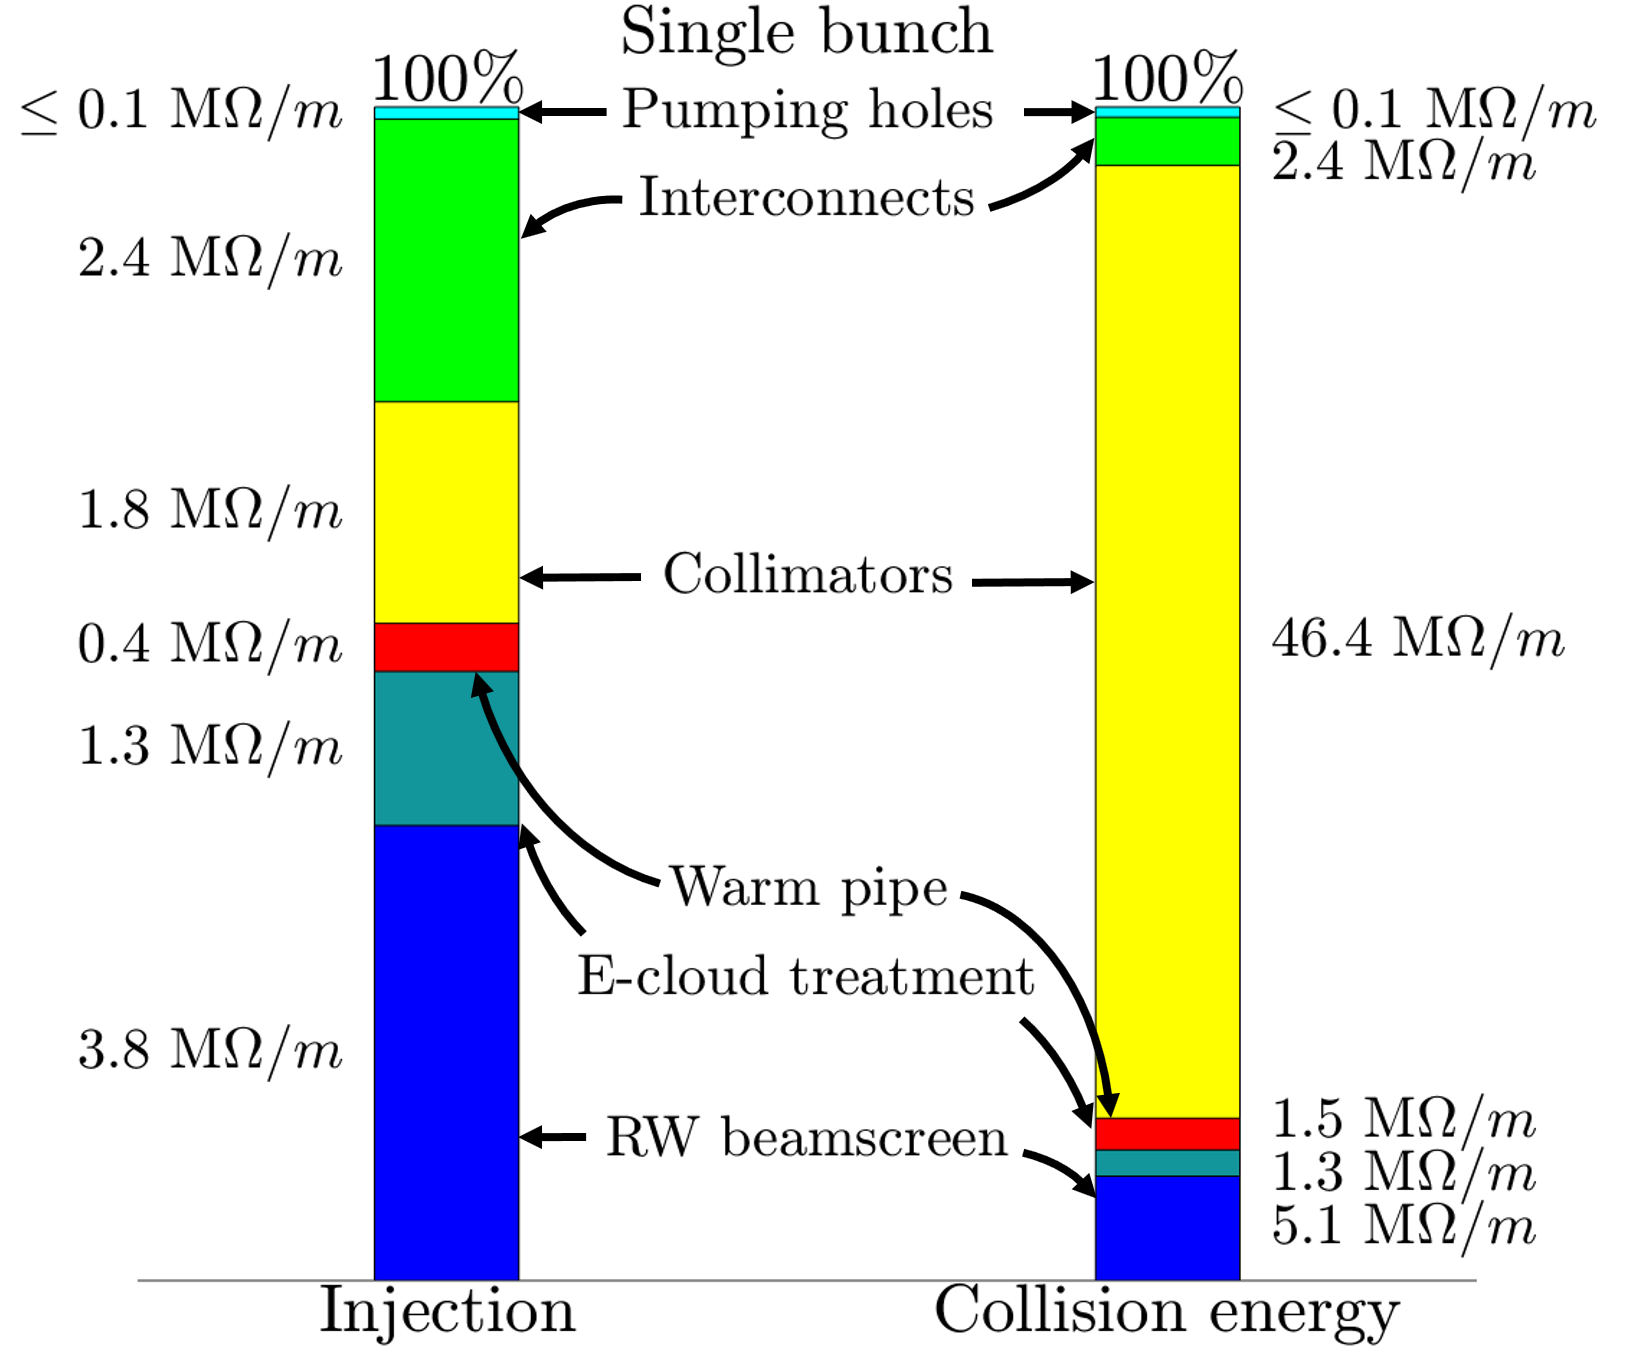 Single bunch
100%
100%
≤ 0.1 MΩ/m
Pumping holes
≤ 0.1 MΩ/m
2.4 MΩ/m
Interconnects
2.4 MΩ/m
1.8 MΩ/m
Collimators
0.4 MΩ/m
46.4 MΩ/m
1.3 MΩ/m
Warm pipe
E-cloud treatment
3.8 MΩ/m
RW beamscreen
1.5 MΩ/m
1.3 MΩ/m
5.1 MΩ/m
Injection
Collision energy